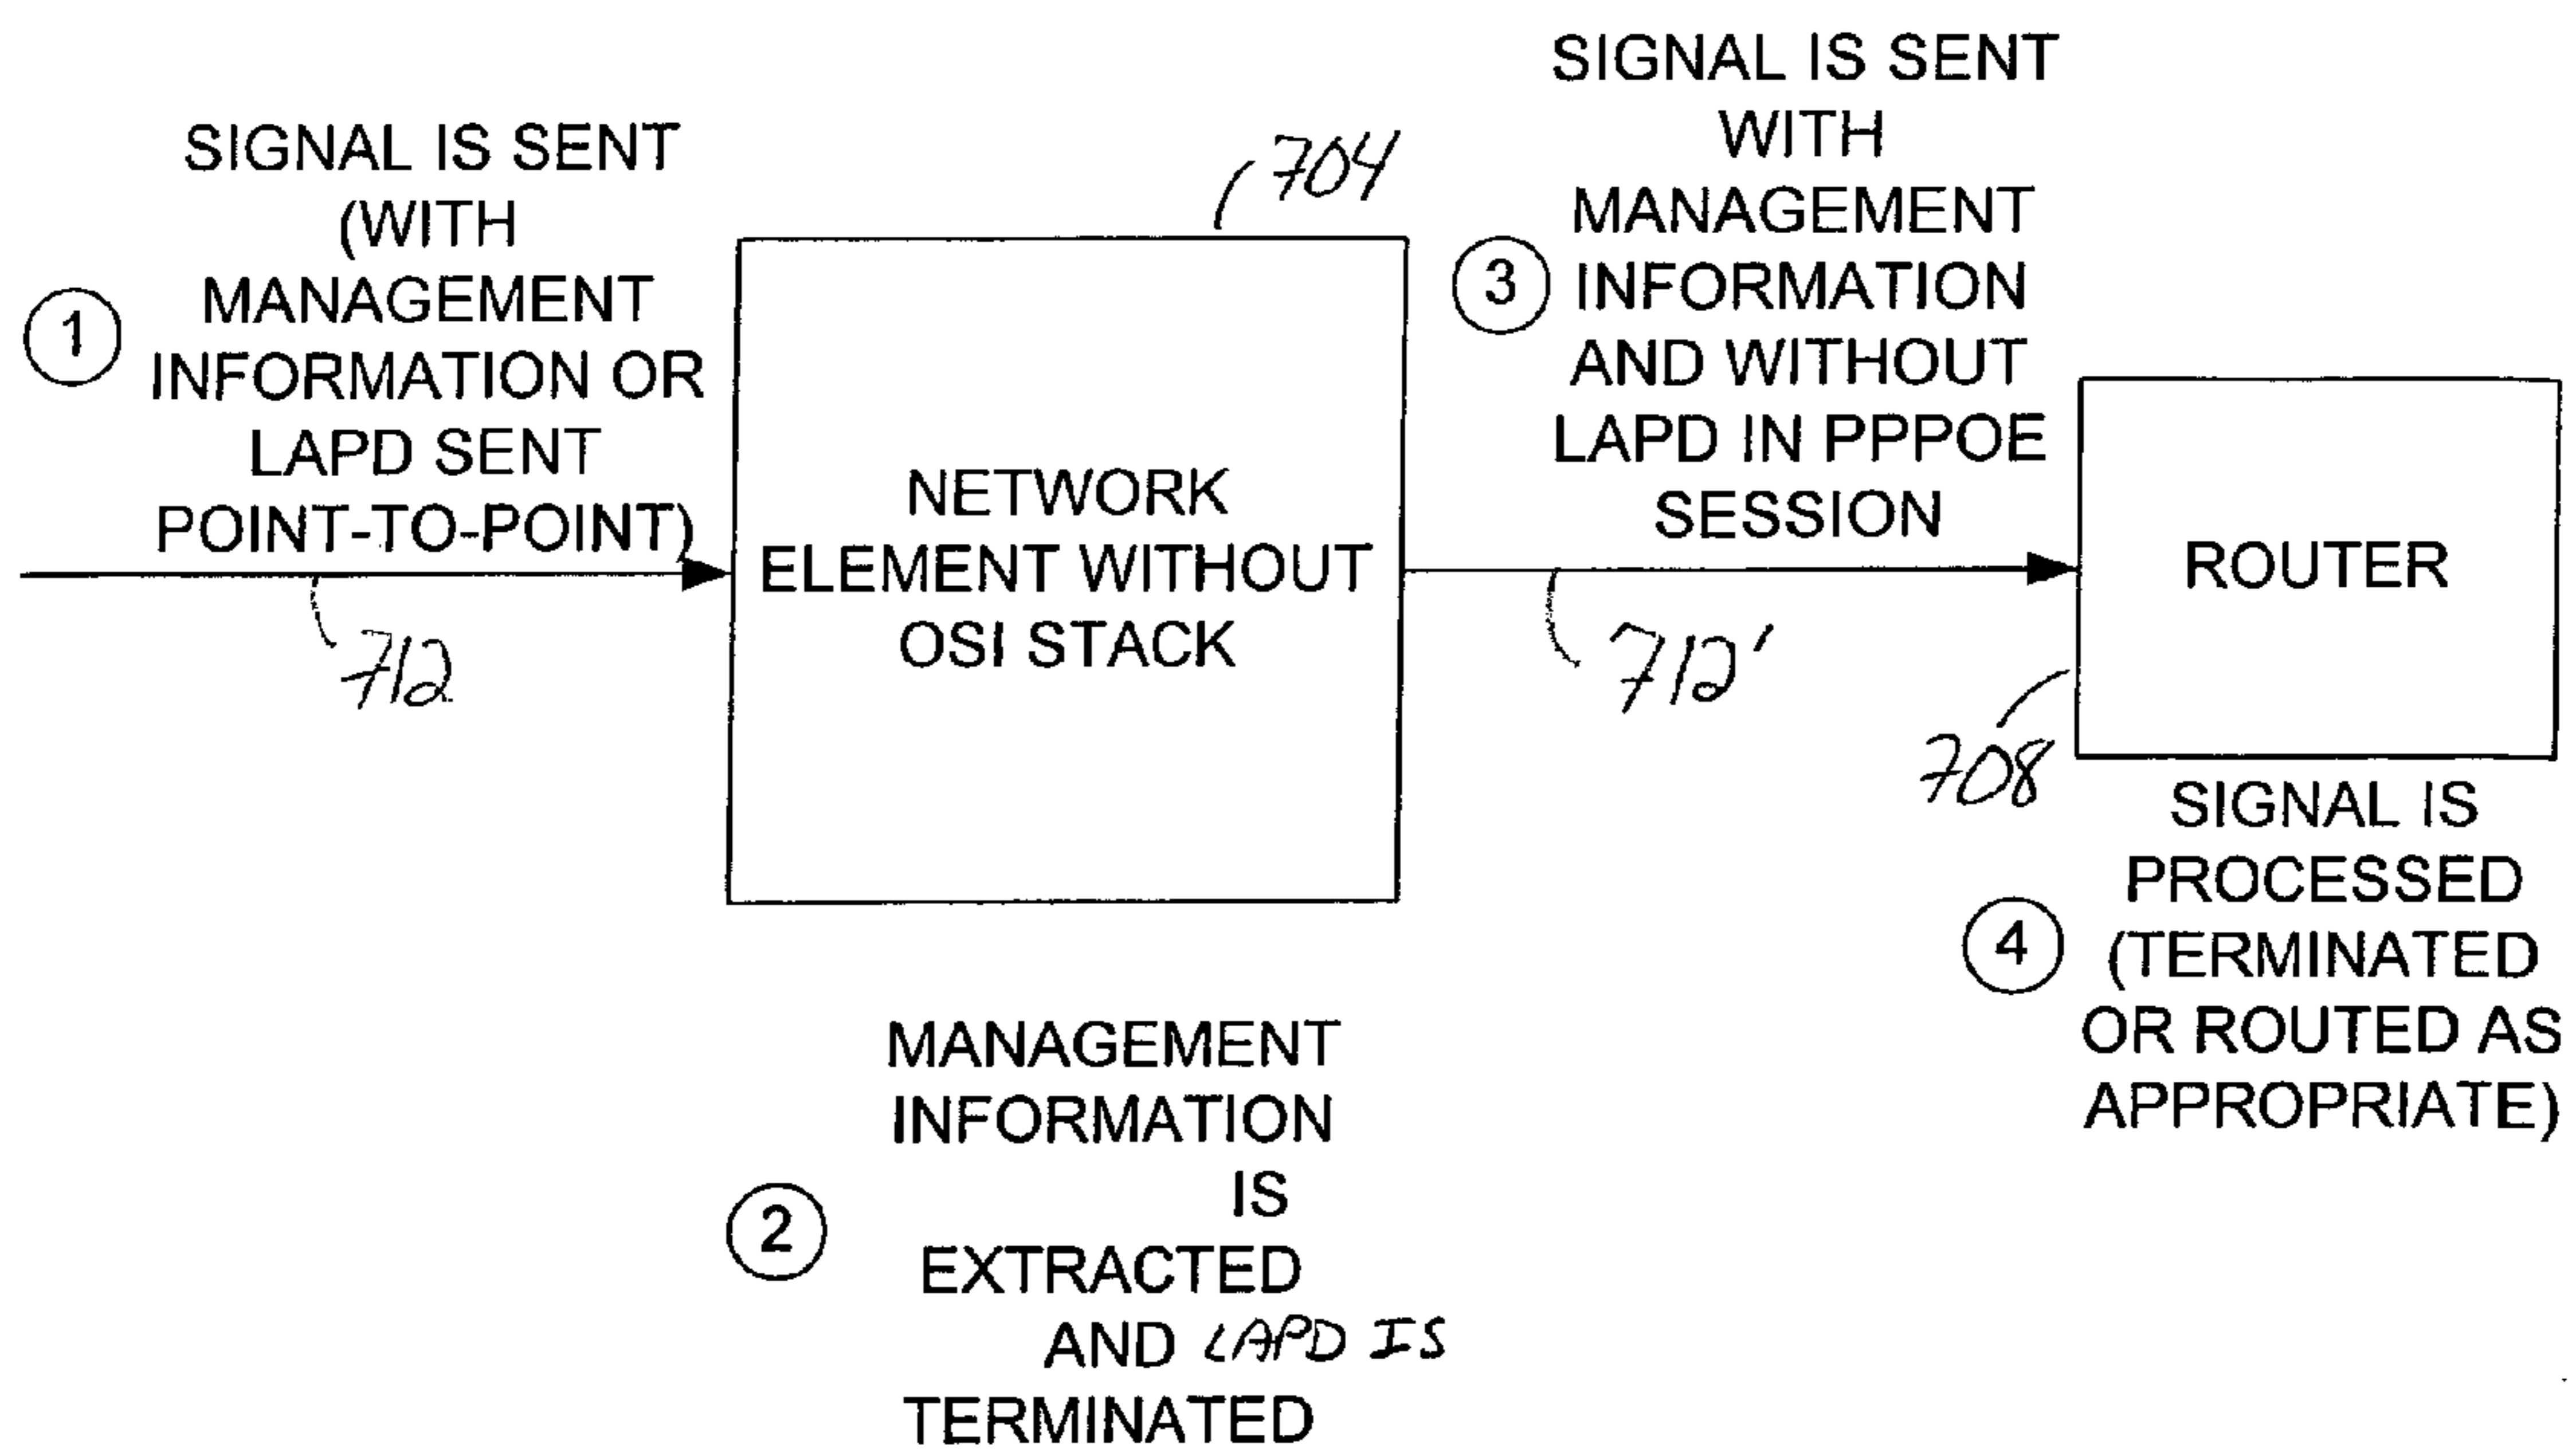 SIGNAL IS SENT
(WITH
MANAGEMENT
INFORMATION OR
LAPD SENT
POINT-TO-POINT)
1
712
704
NETWORK
ELEMENT WITHOUT
OSI STACK
MANAGEMENT
INFORMATION
IS
EXTRACTED
AND LAPD IS
TERMINATED
2
SIGNAL IS SENT
WITH
MANAGEMENT
INFORMATION
AND WITHOUT
LAPD IN PPPOE
SESSION
3
712'
ROUTER
708
SIGNAL IS
PROCESSED
(TERMINATED
OR ROUTED AS
APPROPRIATE)
4